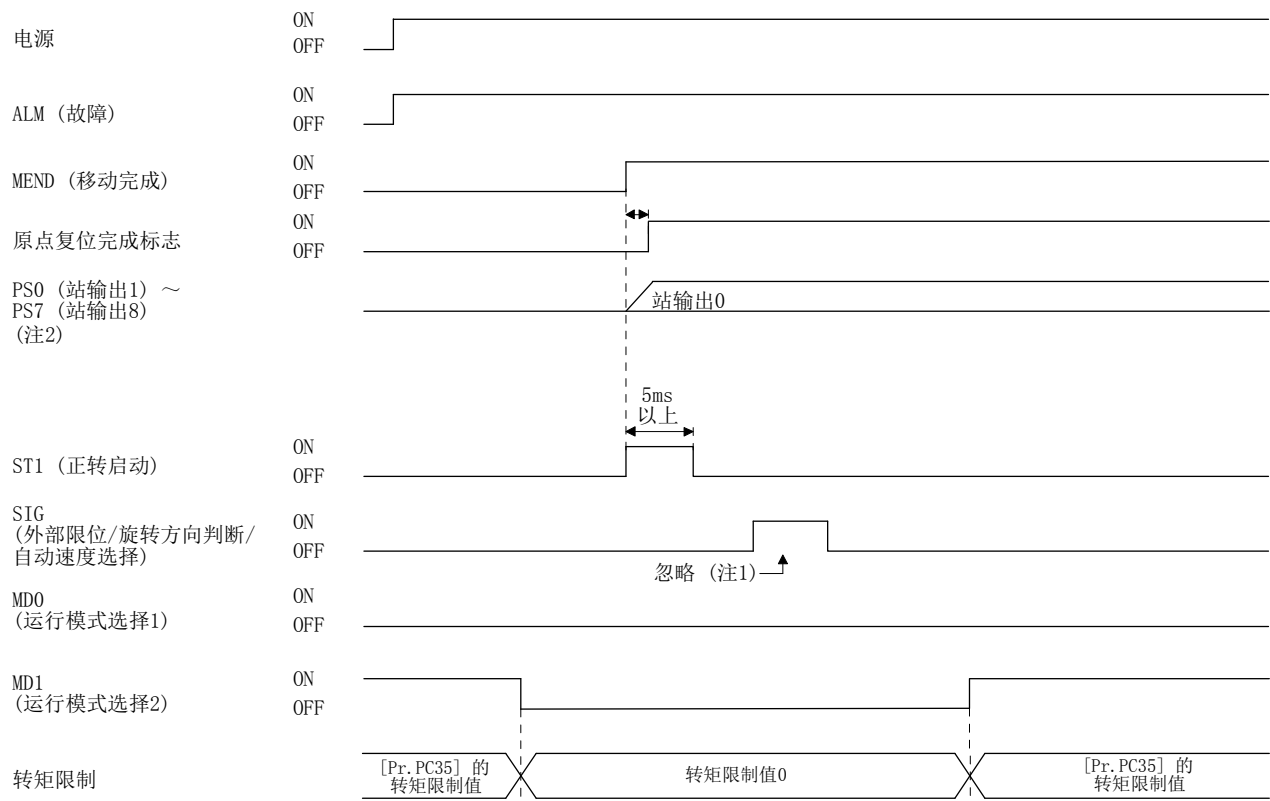 电源
ON
OFF
ALM (故障)
ON
OFF
MEND (移动完成)
ON
OFF
原点复位完成标志
ON
OFF
PS0 (站输出1) ～
PS7 (站输出8)
(注2)
站输出0
5ms
以上
ST1 (正转启动)
ON
OFF
SIG
(外部限位/旋转方向判断/
自动速度选择)
ON
OFF
忽略 (注1)
MD0
(运行模式选择1)
ON
OFF
MD1
(运行模式选择2)
ON
OFF
转矩限制
[Pr.PC35] 的
转矩限制值
转矩限制值0
[Pr.PC35] 的
转矩限制值